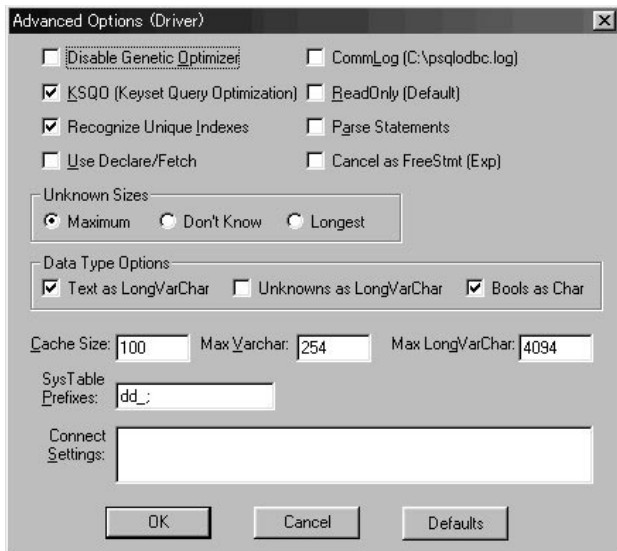 Advanced Options (Driver)
Disable Genetic Optimizer
CommLog (C:\psqlodbc.log)
KSQO (Keyset Query Optimization)
ReadOnly (Default)
Recognize Unique Indexes
Parse Statements
Use Declare/Fetch
Cancel as FreeStmt (Exp)
Unknown Sizes
Maximum
Don't Know
Longest
Data Type Options
Text as LongVarChar
Unknowns as LongVarChar
Bools as Char
Cache Size: 100
Max Varchar: 254
Max LongVarChar: 4094
SysTable
Prefixes: dd_;
Connect
Settings:
OK
Cancel
Defaults